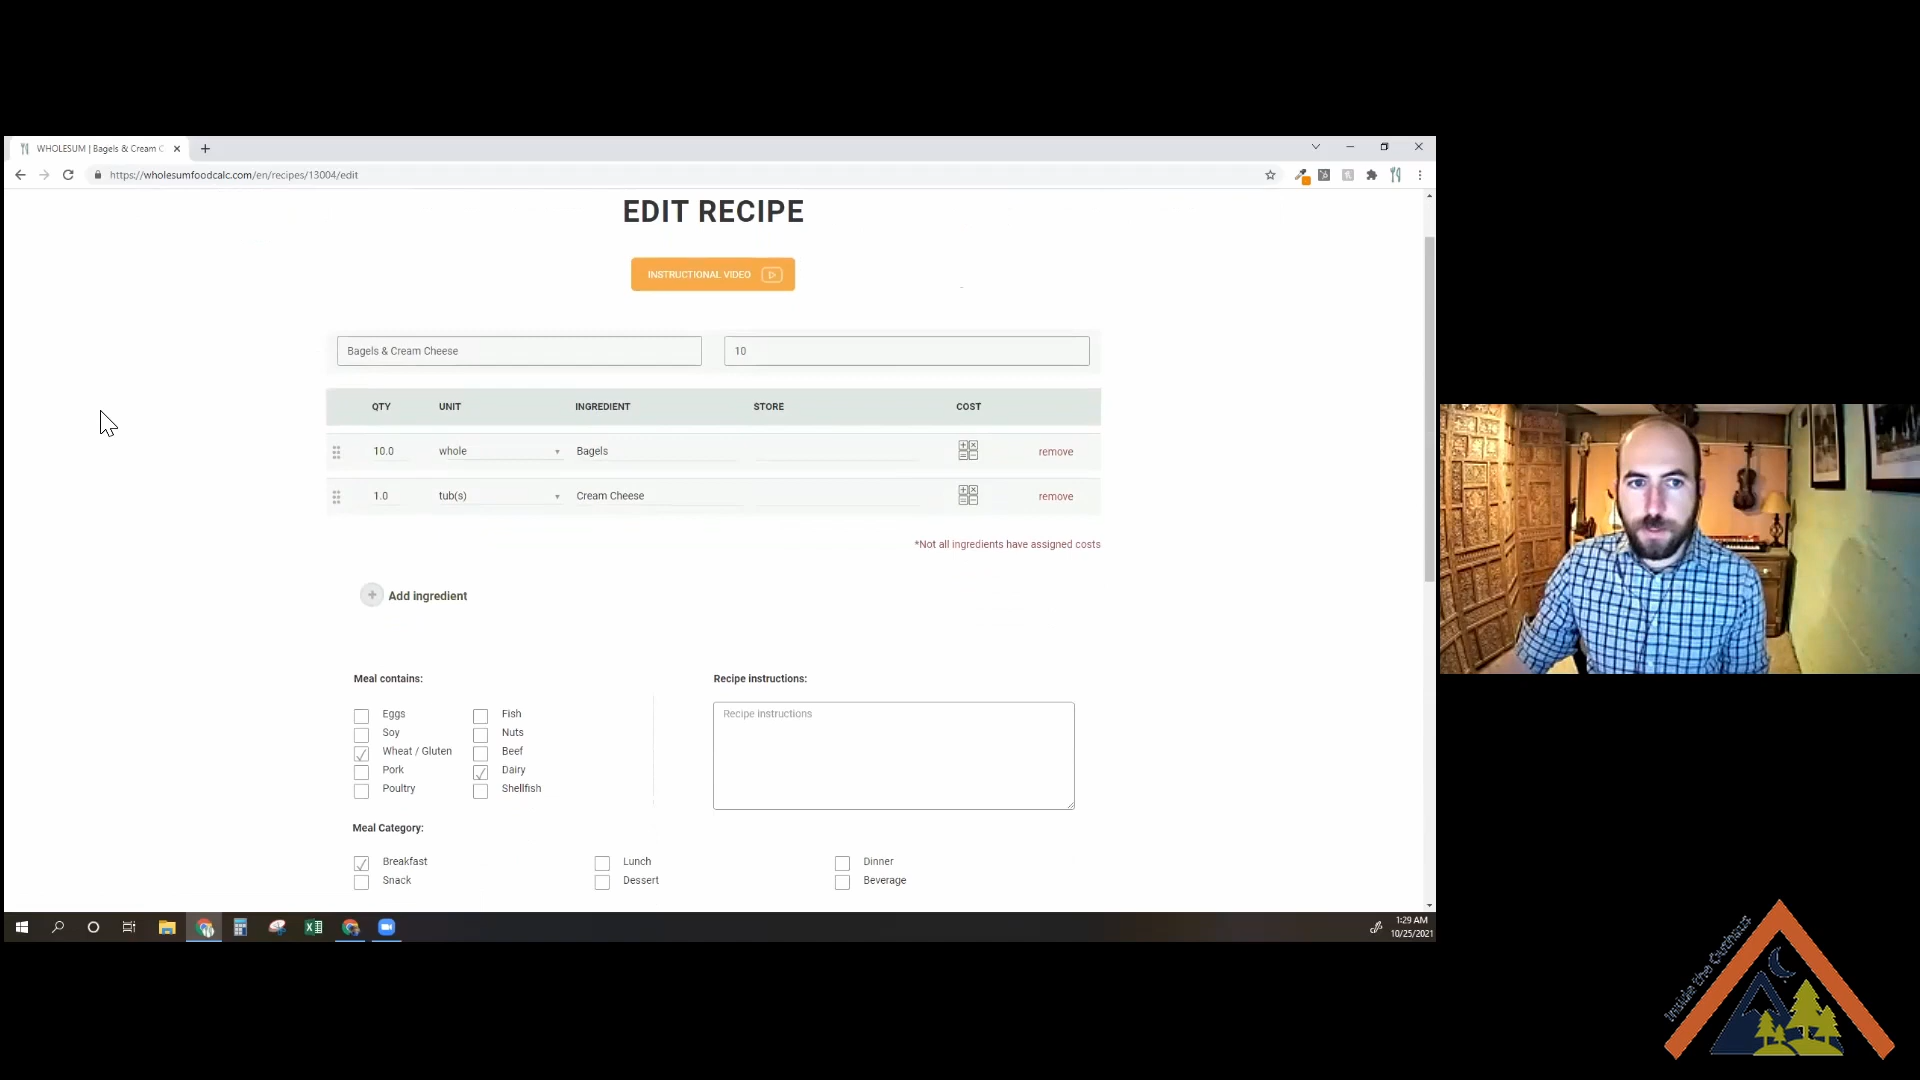 WHOLESUM | Bagels & Cream C
https://wholesumfoodcalc.com/en/recipes/13004/edit
EDIT RECIPE
INSTRUCTIONAL VIDEO
Bagels & Cream Cheese
10
QTY UNIT INGREDIENT STORE COST
10.0 whole Bagels remove
1.0 tub(s) Cream Cheese remove
*Not all ingredients have assigned costs
+ Add ingredient
Meal contains:
Recipe instructions:
Eggs Fish
Recipe instructions
Soy Nuts
Wheat / Gluten Beef
Pork Dairy
Poultry Shellfish
Meal Category:
Breakfast Lunch Dinner
Snack Dessert Beverage
1:29 AM
10/25/2021
Inside the Outhaus